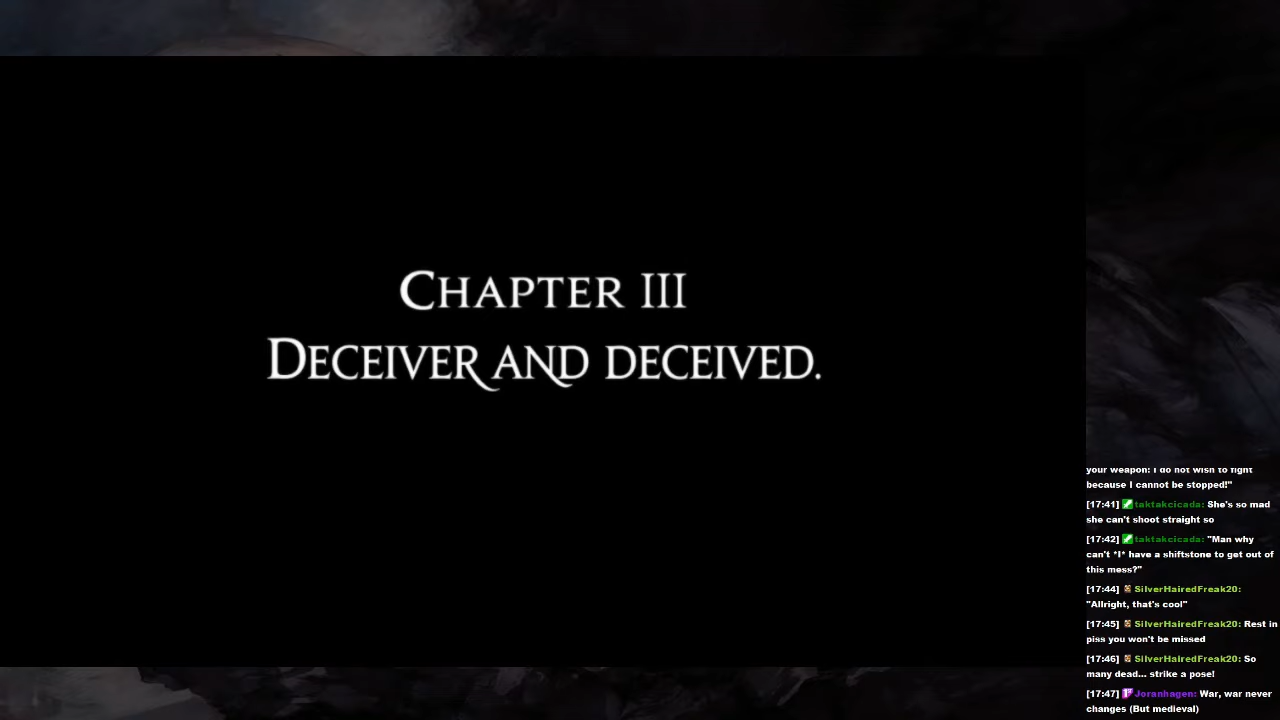 CHAPTER III
DECEIVER AND DECEIVED.
your weapon: I do not wish to fight
because I cannot be stopped!"
[17:41] taktakcicada: She's so mad
she can't shoot straight so
[17:42] taktakcicada: "Man why
can't *I* have a shiftstone to get out of
this mess?"
[17:44] SilverHairedFreak20:
"Allright, that's cool"
[17:45] SilverHairedFreak20: Rest in
piss you won't be missed
[17:46] SilverHairedFreak20: So
many dead... strike a pose!
[17:47] Joranhagen: War, war never
changes (But medieval)